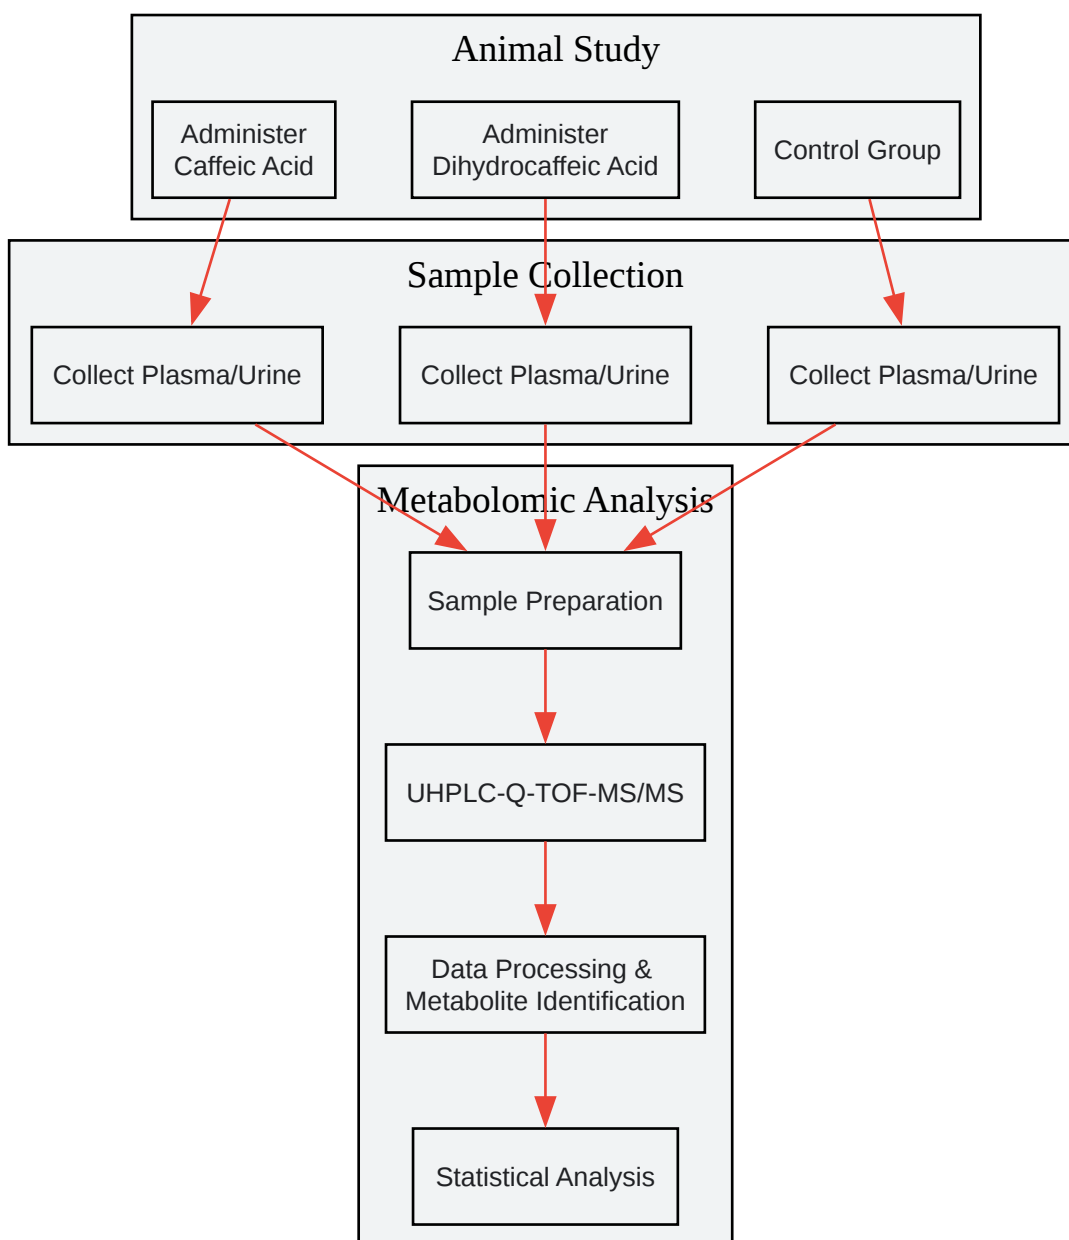 Animal Study
Administer
Caffeic Acid
Administer
Dihydrocaffeic Acid
Control Group
Sample Collection
Collect Plasma/Urine
Collect Plasma/Urine
Collect Plasma/Urine
Metabolomic Analysis
Sample Preparation
UHPLC-Q-TOF-MS/MS
Data Processing &
Metabolite Identification
Statistical Analysis